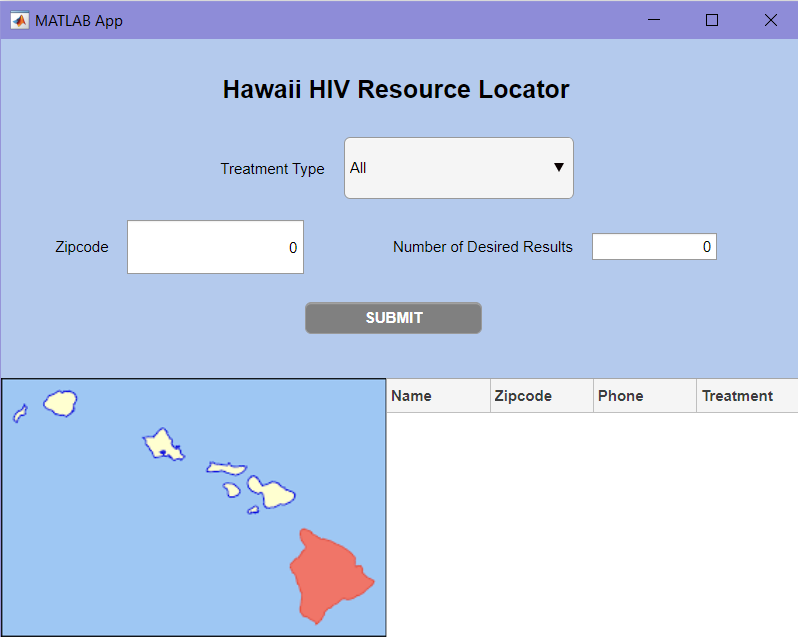 MATLAB App
Hawaii HIV Resource Locator
Treatment Type All
Zipcode 0 Number of Desired Results 0
SUBMIT
Name Zipcode Phone Treatment